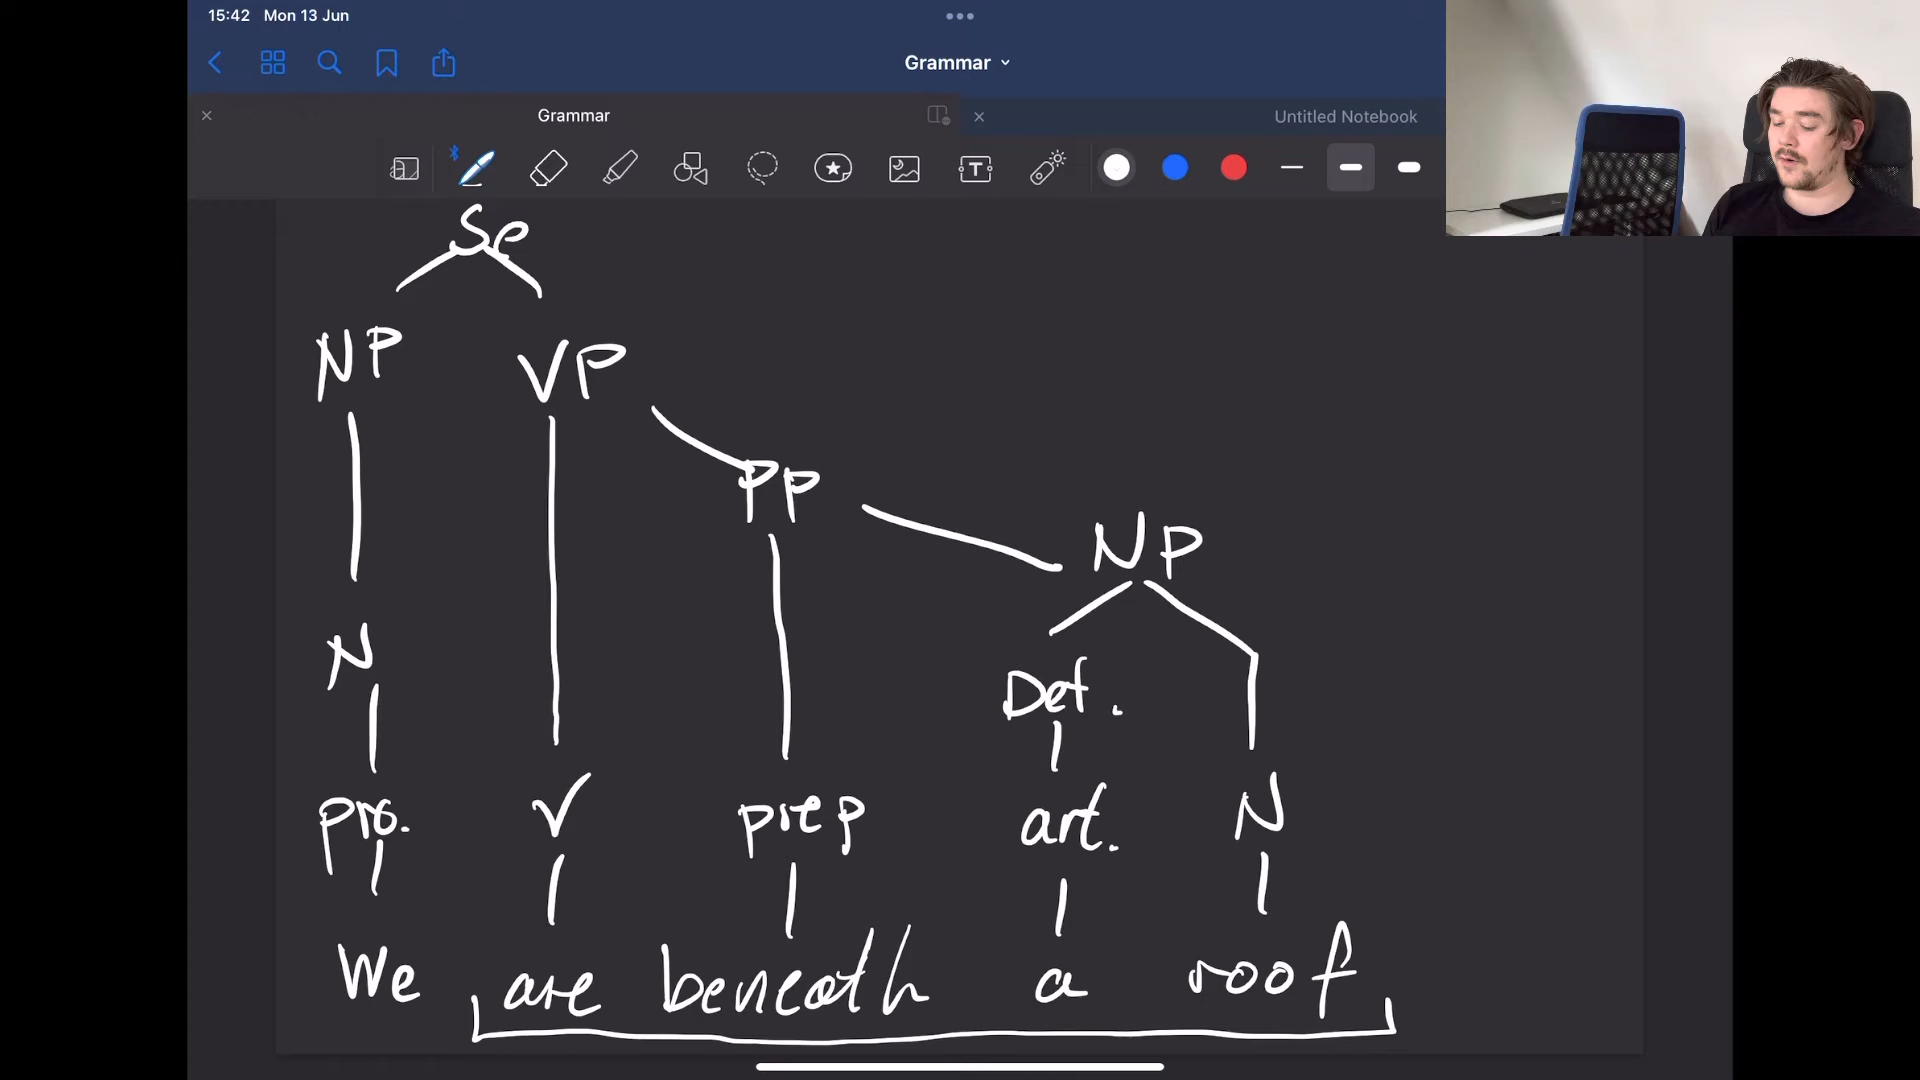 15:42 Mon 13 Jun
Grammar
Grammar
Untitled Notebook
T
Se
NP
VP
PP
NP
N
Det.
pro. V prep art. N
We are beneath a roof